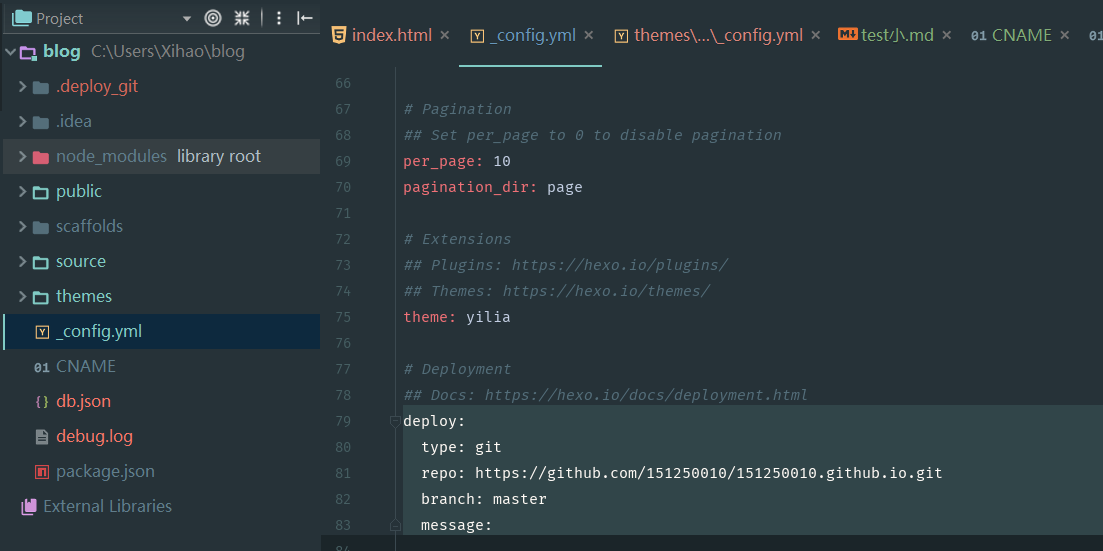 Project
blog C:\Users\Xihao\blog
.deploy_git
.idea
node_modules library root
public
scaffolds
source
themes
_config.yml
CNAME
db.json
debug.log
package.json
External Libraries
index.html
_config.yml
themes\...\_config.yml
test小.md
01 CNAME
01
66
67 # Pagination
68 ## Set per_page to 0 to disable pagination
69 per_page: 10
70 pagination_dir: page
71
72 # Extensions
73 ## Plugins: https://hexo.io/plugins/
74 ## Themes: https://hexo.io/themes/
75 theme: yilia
76
77 # Deployment
78 ## Docs: https://hexo.io/docs/deployment.html
79 deploy:
80 type: git
81 repo: https://github.com/151250010/151250010.github.io.git
82 branch: master
83 message: